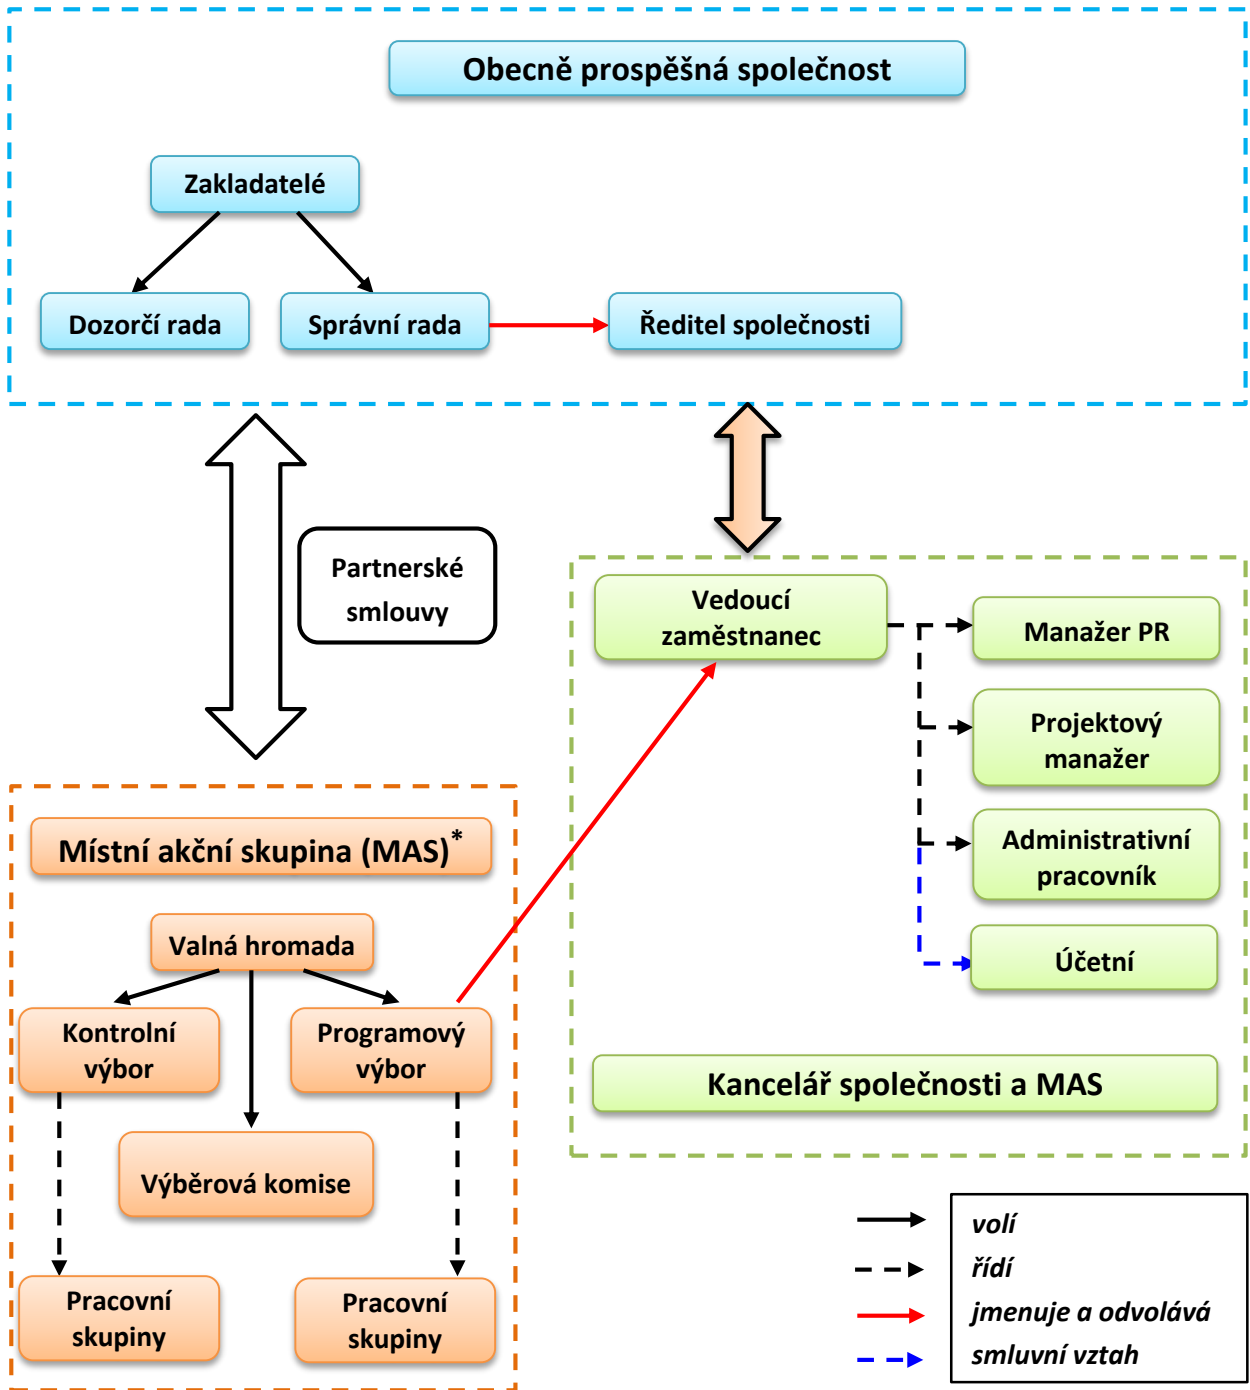 Obecně prospěšná společnost
Zakladatelé
Dozorčí rada
Správní rada
Ředitel společnosti
Partnerské
smlouvy
Vedoucí
zaměstnanec
Manažer PR
Projektový
manažer
Administrativní
pracovník
Účetní
Kancelář společnosti a MAS
Místní akční skupina (MAS)*
Valná hromada
Kontrolní
výbor
Programový
výbor
Výběrová komise
Pracovní
skupiny
Pracovní
skupiny
volí
řídí
jmenuje a odvolává
smluvní vztah